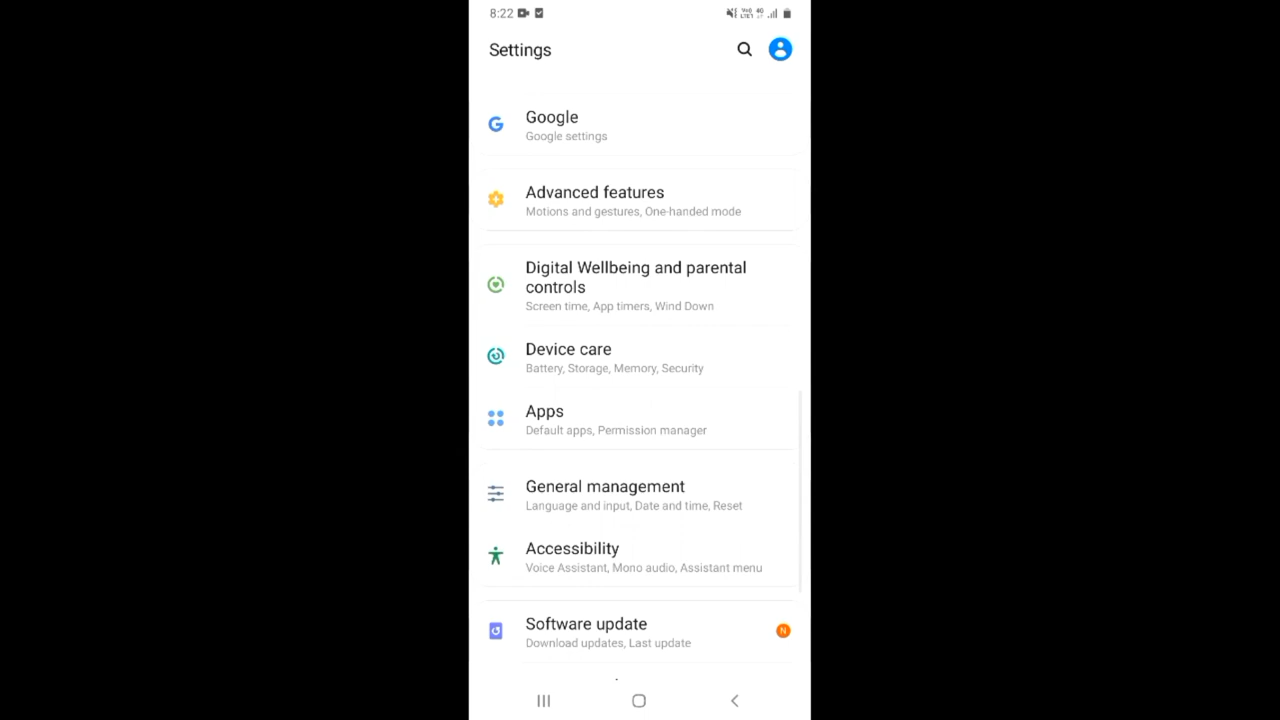 8:22
Settings
Google
Google settings
Advanced features
Motions and gestures, One-handed mode
Digital Wellbeing and parental
controls
Screen time, App timers, Wind Down
Device care
Battery, Storage, Memory, Security
Apps
Default apps, Permission manager
General management
Language and input, Date and time, Reset
Accessibility
Voice Assistant, Mono audio, Assistant menu
Software update
N
Download updates, Last update